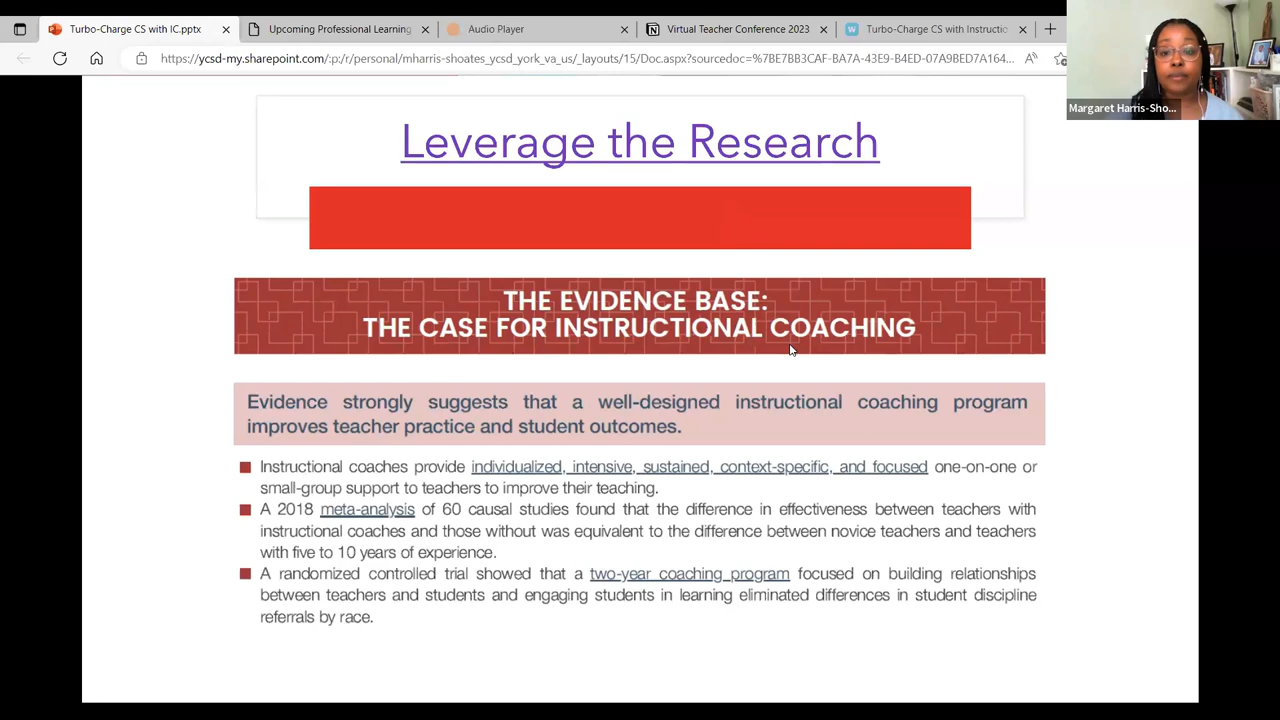 Turbo-Charge CS with IC.pptx
Upcoming Professional Learning
Audio Player
Virtual Teacher Conference 2023
Turbo-Charge CS with Instructio
https://ycsd-my.sharepoint.com/:p:/r/personal/mharris-shoates_ycsd_york_va_us/_layouts/15/Doc.aspx?sourcedoc=%7BE7BB3CAF-BA7A-43E9-B4ED-07A9BED7A164...
Margaret Harris-Sho...
Leverage the Research
THE EVIDENCE BASE:
THE CASE FOR INSTRUCTIONAL COACHING
Evidence strongly suggests that a well-designed instructional coaching program
improves teacher practice and student outcomes.
Instructional coaches provide individualized, intensive, sustained, context-specific, and focused one-on-one or
small-group support to teachers to improve their teaching.
A 2018 meta-analysis of 60 causal studies found that the difference in effectiveness between teachers with
instructional coaches and those without was equivalent to the difference between novice teachers and teachers
with five to 10 years of experience.
A randomized controlled trial showed that a two-year coaching program focused on building relationships
between teachers and students and engaging students in learning eliminated differences in student discipline
referrals by race.